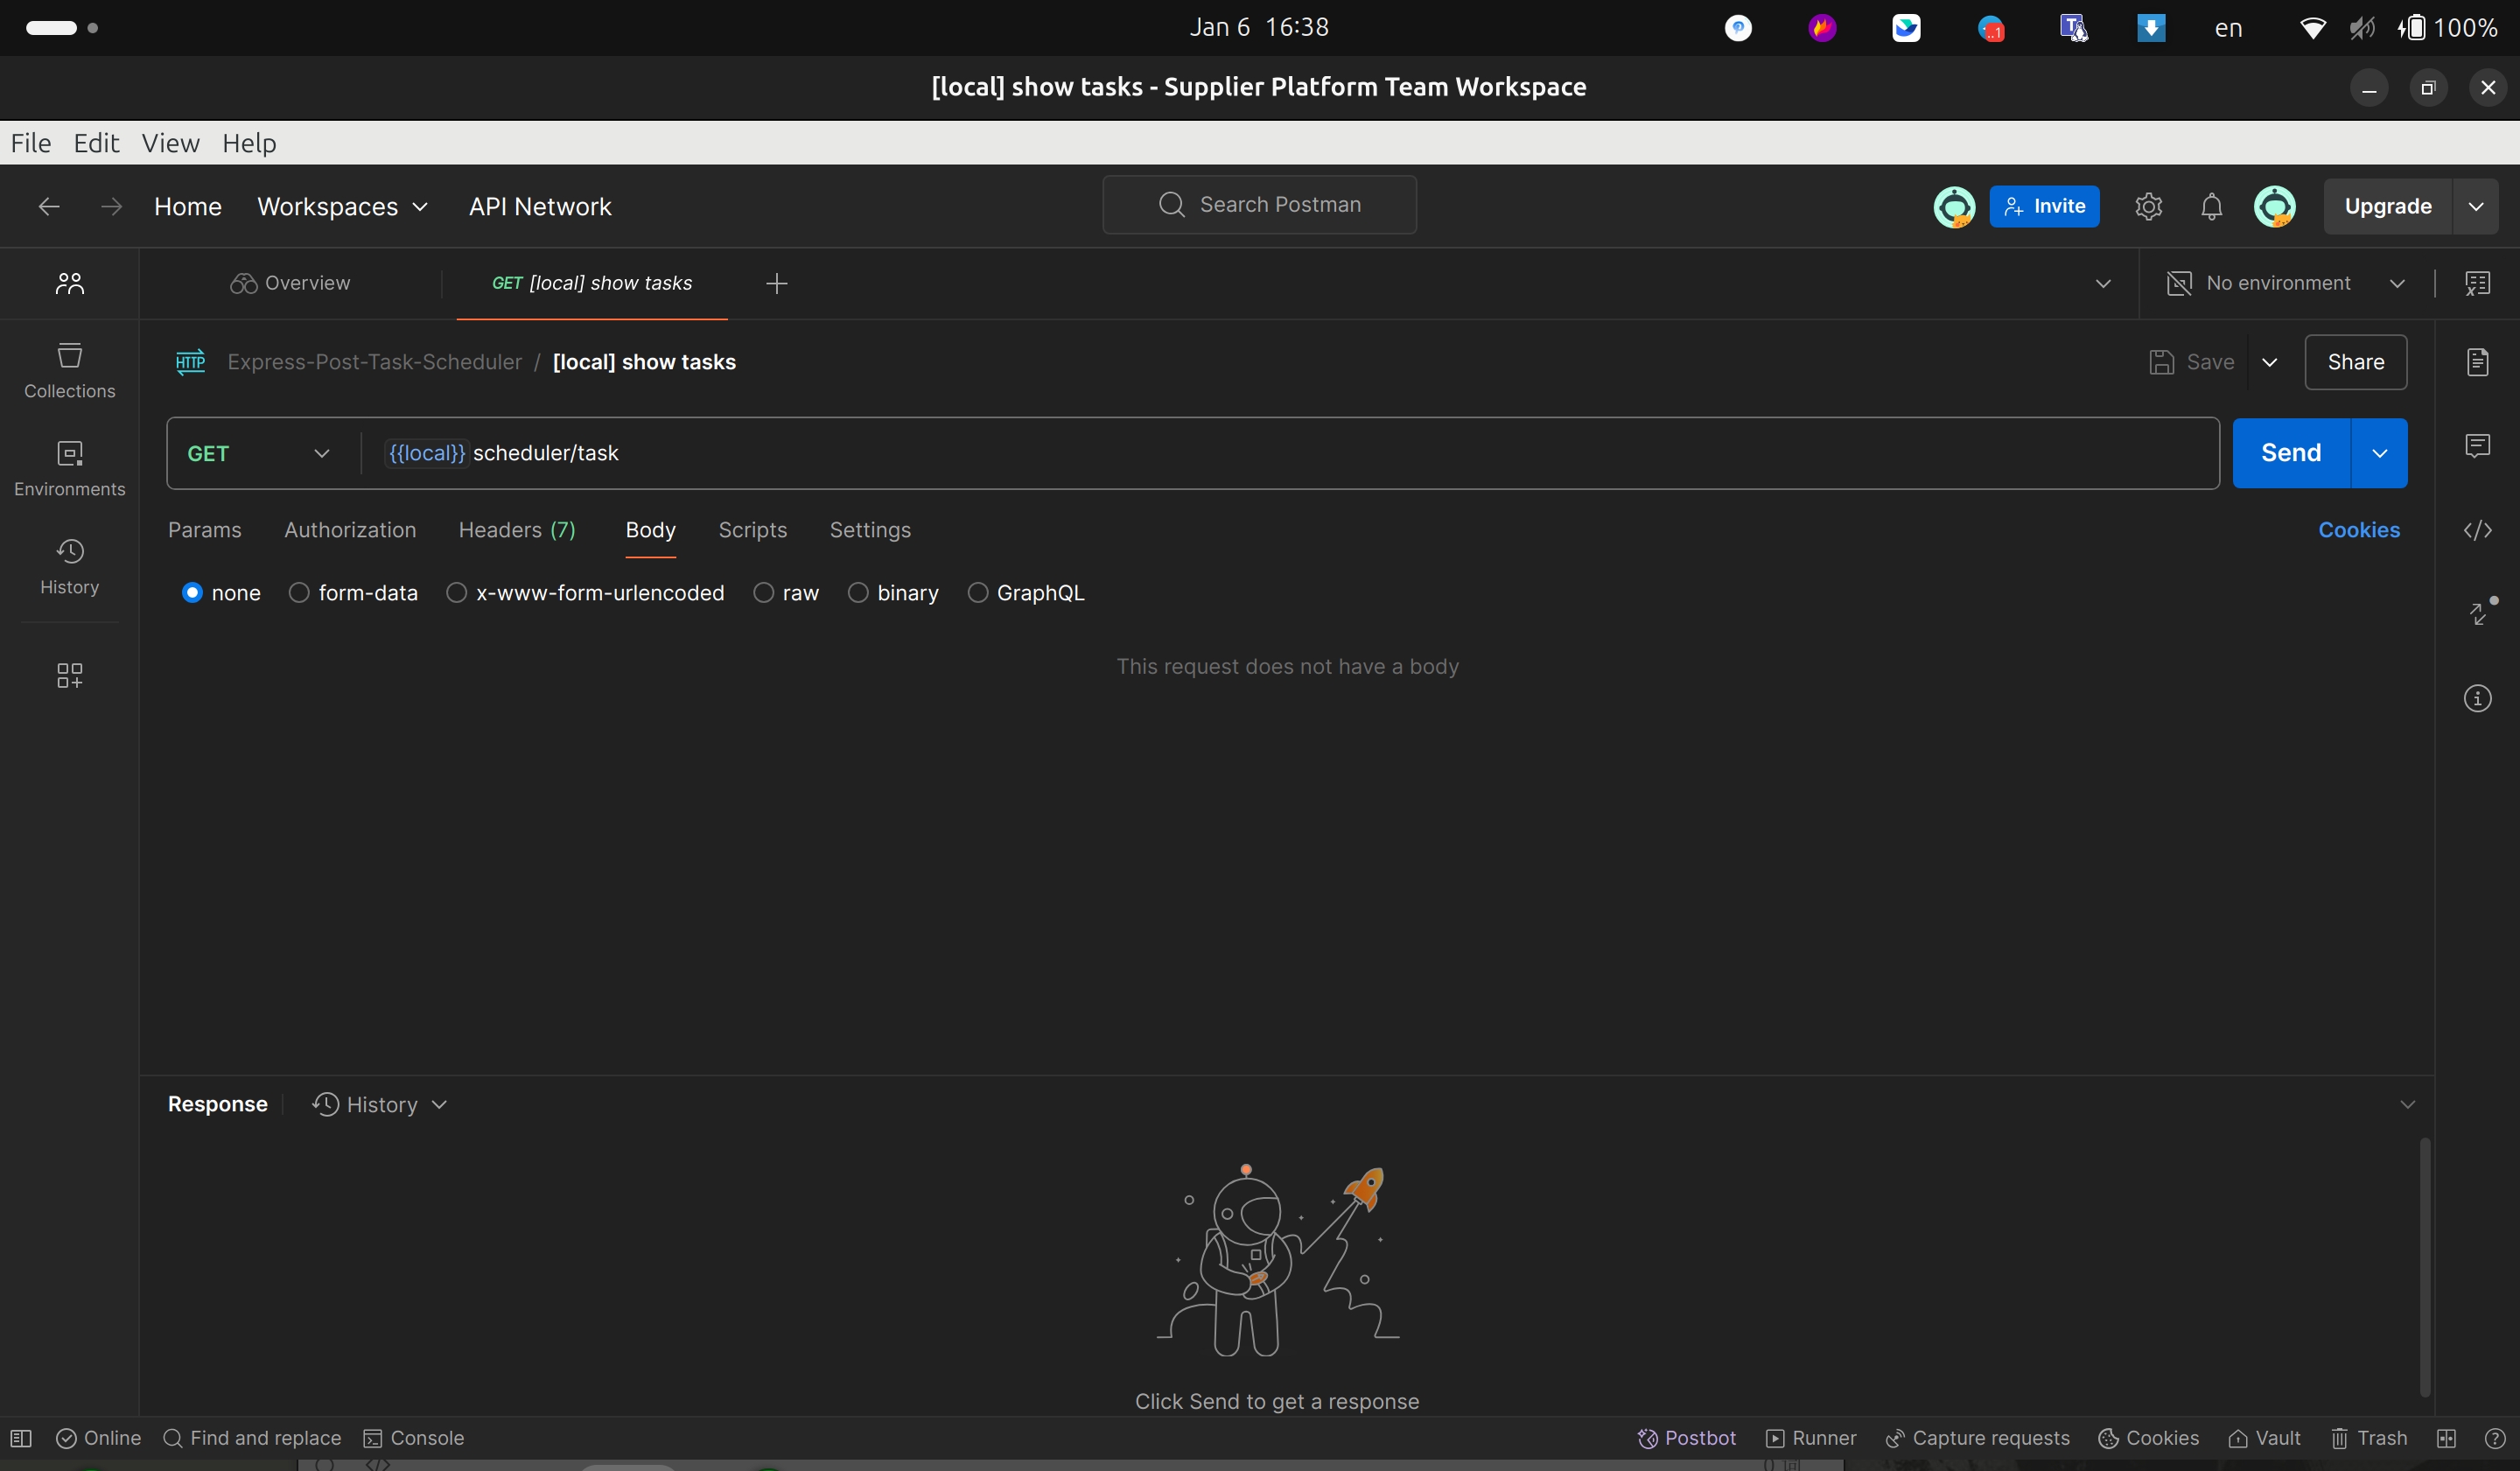 Jan 6 16:38
..1
T
en
100%
[local] show tasks - Supplier Platform Team Workspace
File Edit View Help
Home Workspaces API Network
Search Postman
Invite
Upgrade
Overview
GET [local] show tasks
No environment
HTTP Express-Post-Task-Scheduler / [local] show tasks
Save
Share
Collections
Environments
History
GET
{{local}} scheduler/task
Send
Params Authorization Headers (7) Body Scripts Settings
Cookies
none form-data x-www-form-urlencoded raw binary GraphQL
This request does not have a body
Response History
Click Send to get a response
Online Find and replace Console
Postbot Runner Capture requests Cookies Vault Trash